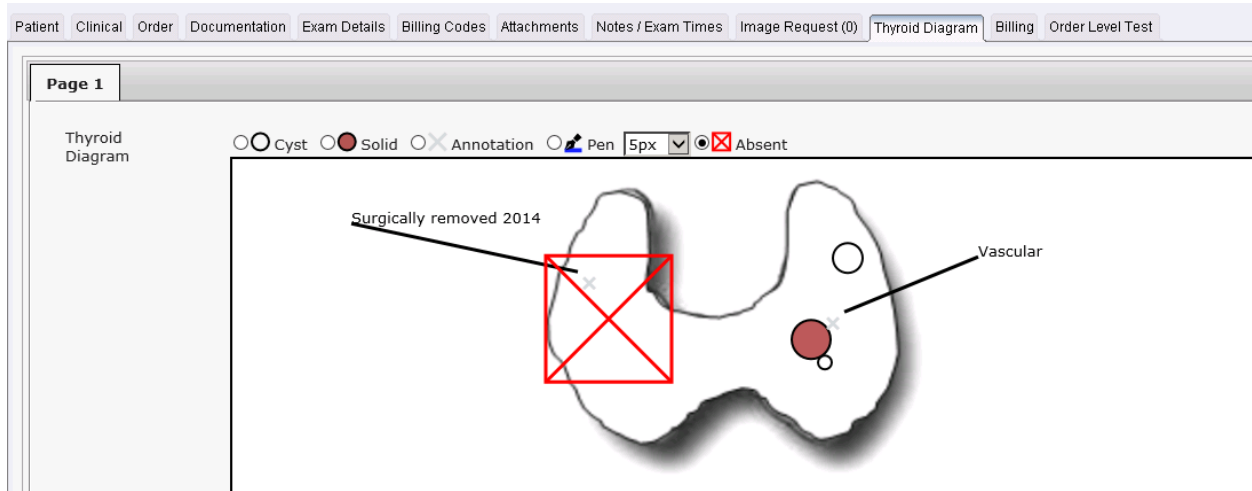 Patient Clinical Order Documentation Exam Details Billing Codes Attachments Notes / Exam Times Image Request (0) Thyroid Diagram Billing Order Level Test
Page 1
Thyroid
Diagram
Cyst Solid Annotation Pen 5px Absent
Surgically removed 2014
Vascular